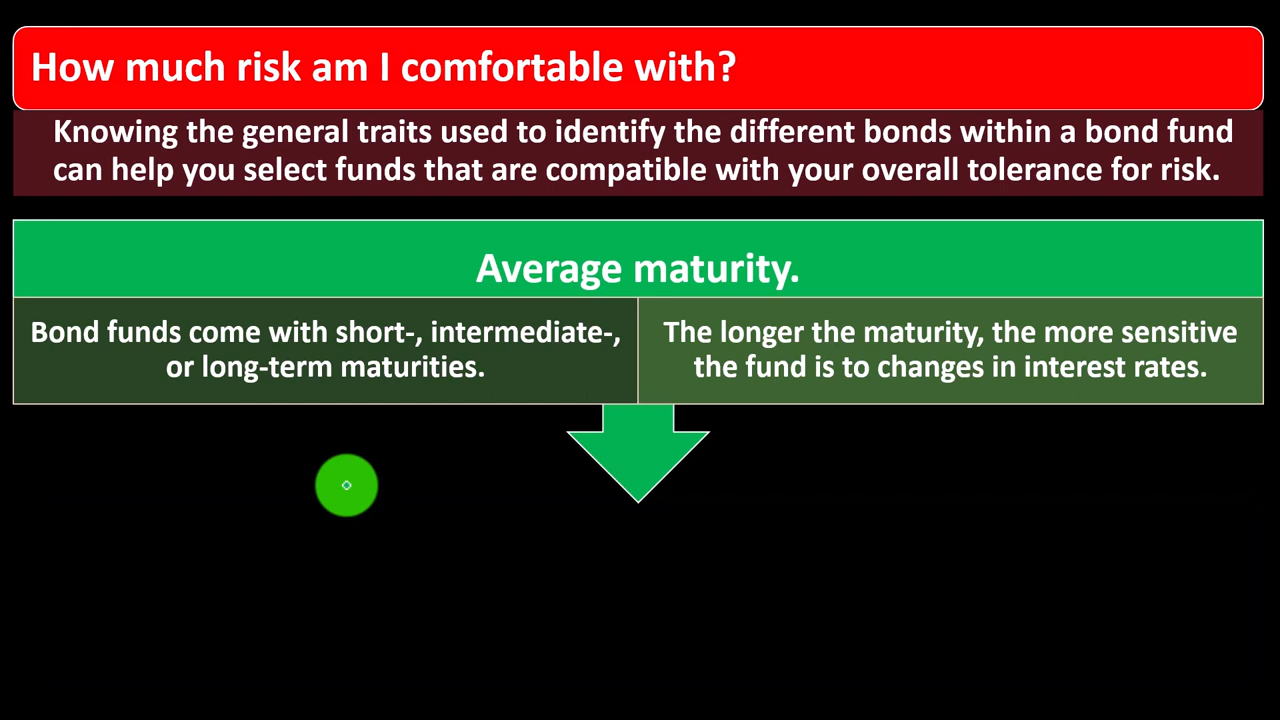 How much risk am I comfortable with?
Knowing the general traits used to identify the different bonds within a bond fund
can help you select funds that are compatible with your overall tolerance for risk.
Average maturity.
Bond funds come with short-, intermediate-,
or long-term maturities.
The longer the maturity, the more sensitive
the fund is to changes in interest rates.